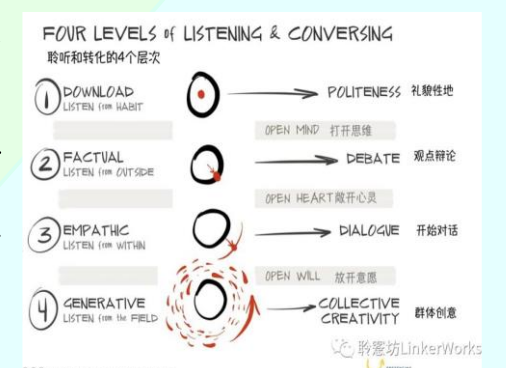 FOUR LEVELS of LISTENING & CONVERSING
聆听和转化的4个层次
1 DOWNLOAD
LISTEN from HABIT
POLITENESS 礼貌性地
OPEN MIND 打开思维
2 FACTUAL
LISTEN from OUTSIDE
DEBATE 观点辩论
OPEN HEART 敞开心灵
3 EMPATHIC
LISTEN from WITHIN
DIALOGUE 开始对话
OPEN WILL 放开意愿
4 GENERATIVE
LISTEN from the FIELD
COLLECTIVE
CREATIVITY 群体创意
聆憲坊LinkerWorks